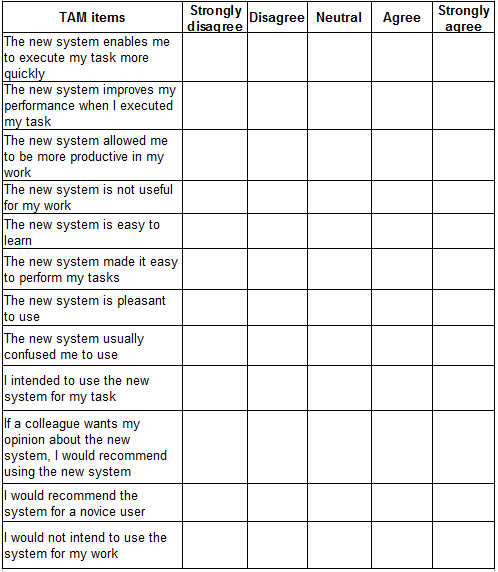 TAM items
Strongly
disagree
Disagree
Neutral
Agree
Strongly
agree
The new system enables me
to execute my task more
quickly
The new system improves my
performance when I executed
my task
The new system allowed me
to be more productive in my
work
The new system is not useful
for my work
The new system is easy to
learn
The new system made it easy
to perform my tasks
The new system is pleasant
to use
The new system usually
confused me to use
I intended to use the new
system for my task
If a colleague wants my
opinion about the new
system, I would recommend
using the new system
I would recommend the
system for a novice user
I would not intend to use the
system for my work